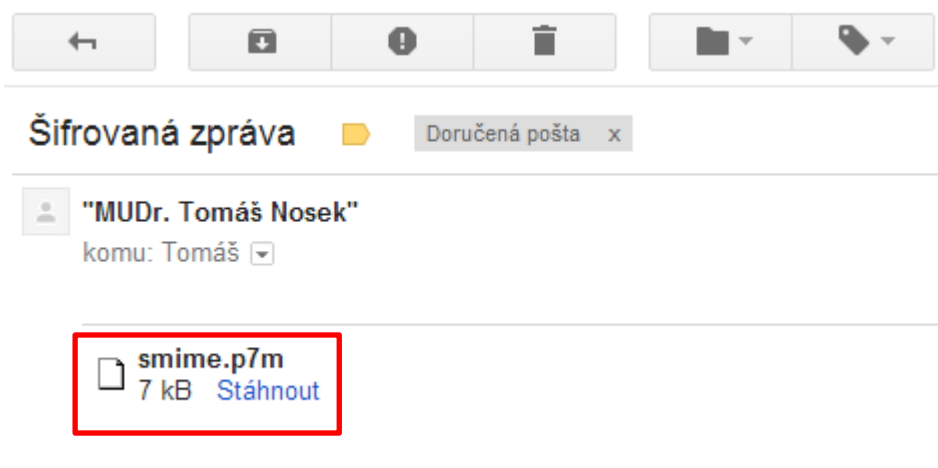 Šifrovaná zpráva Doručená pošta x
"MUDr. Tomáš Nosek"
komu: Tomáš
smime.p7m
7 kB Stáhnout